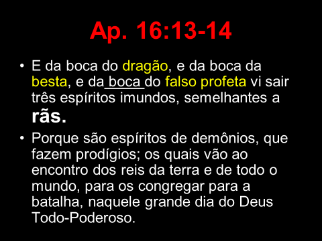 Ap. 16:13-14
• E da boca do dragão, e da boca da
besta, e da boca do falso profeta vi sair
três espíritos imundos, semelhantes a
rãs.
• Porque são espíritos de demônios, que
fazem prodígios; os quais vão ao
encontro dos reis da terra e de todo o
mundo, para os congregar para a
batalha, naquele grande dia do Deus
Todo-Poderoso.